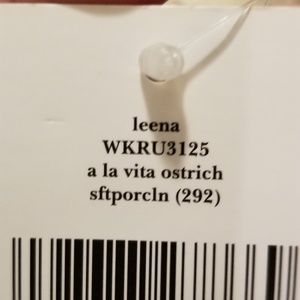 leena
WKRU3125
a la vita ostrich
sftporcln (292)